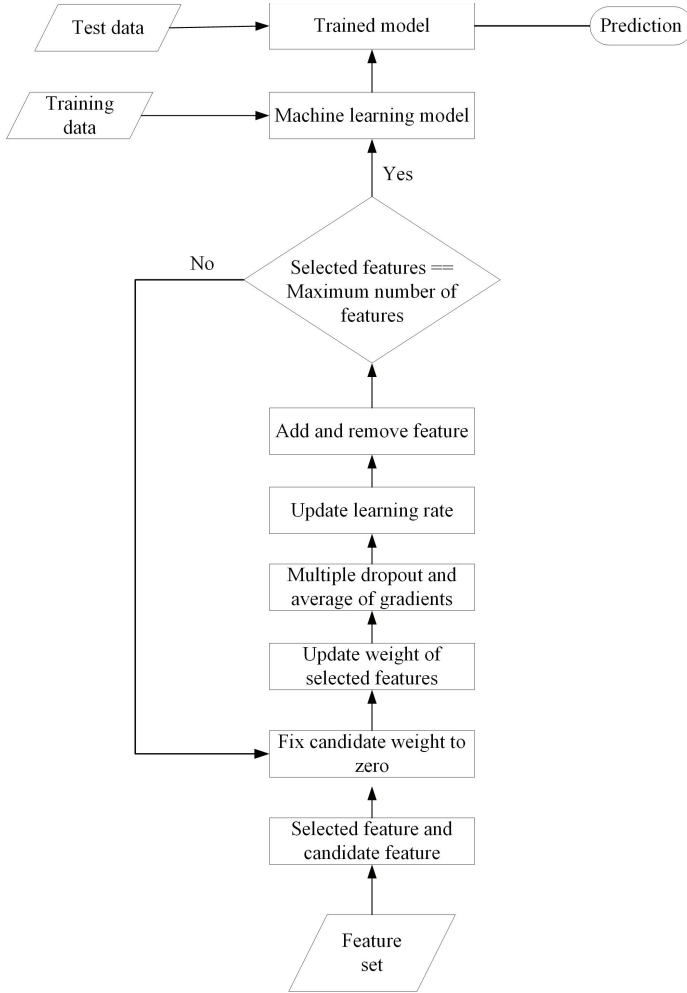 Test data
Trained model
Prediction
Training
data
Machine learning model
Yes
No
Selected features ==
Maximum number of
features
Add and remove feature
Update learning rate
Multiple dropout and
average of gradients
Update weight of
selected features
Fix candidate weight to
zero
Selected feature and
candidate feature
Feature
set